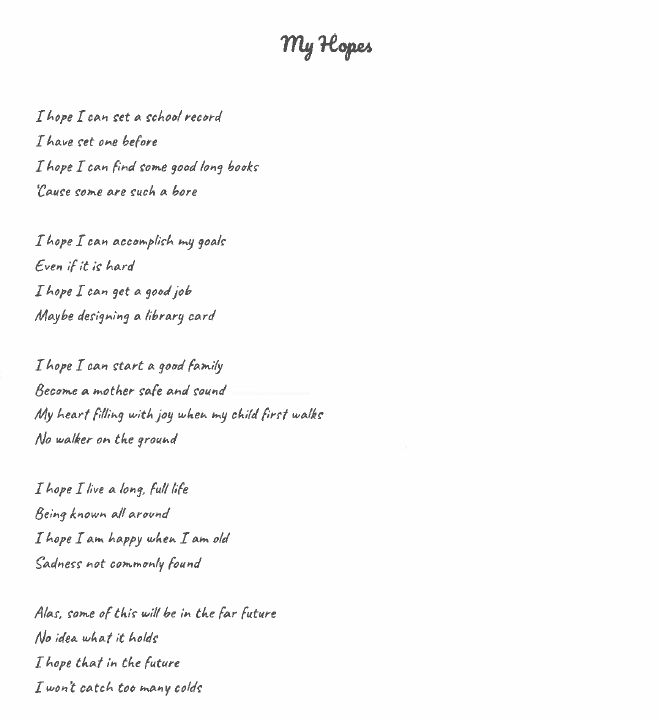 My Hopes
I hope I can set a school record
I have set one before
I hope I can find some good long books
'Cause some are such a bore
I hope I can accomplish my goals
Even if it is hard
I hope I can get a good job
Maybe designing a library card
I hope I can start a good family
Become a mother safe and sound
My heart filling with joy when my child first walks
No walker on the ground
I hope I live a long, full life
Being known all around
I hope I am happy when I am old
Sadness not commonly found
Alas, some of this will be in the far future
No idea what it holds
I hope that in the future
I won't catch too many colds